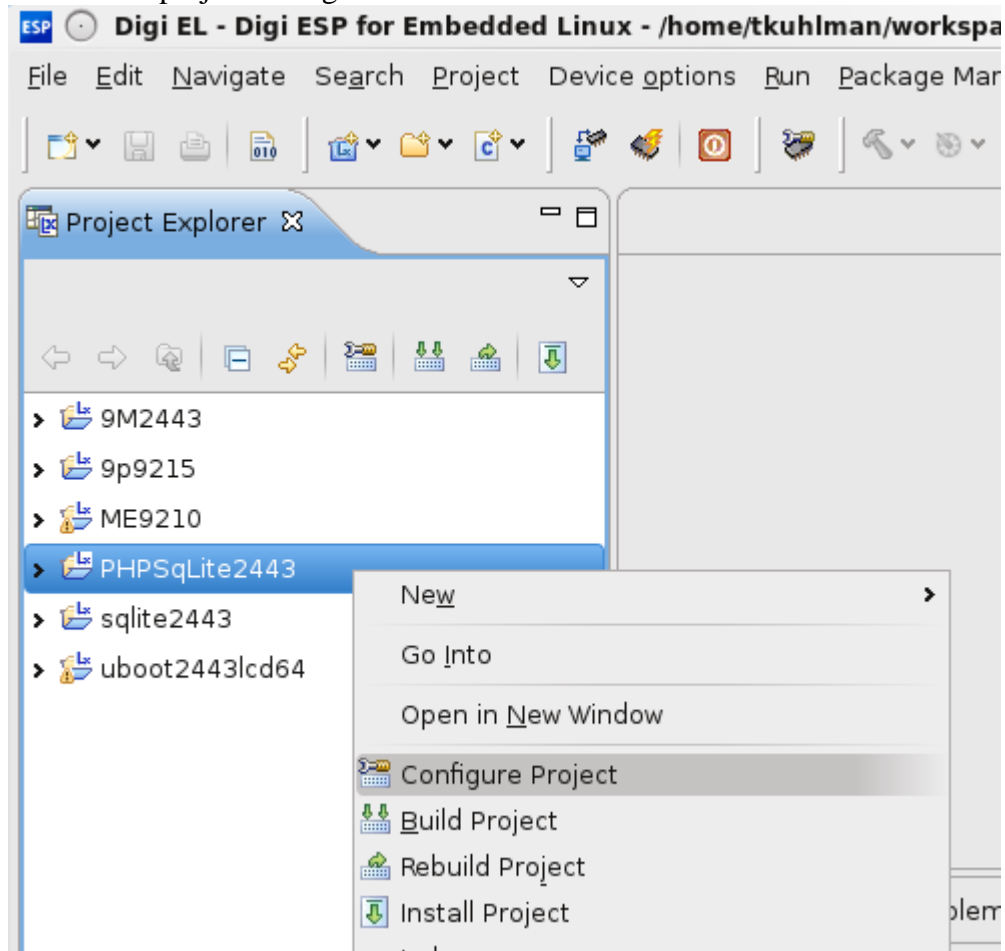 ESP Digi EL - Digi ESP for Embedded Linux - /home/tkuhlman/workspa
File Edit Navigate Search Project Device options Run Package Mar
Project Explorer
9M2443
9p9215
ME9210
PHPSqLite2443
sqlite2443
uboot2443lcd64
New
Go Into
Open in New Window
Configure Project
Build Project
Rebuild Project
Install Project
blem